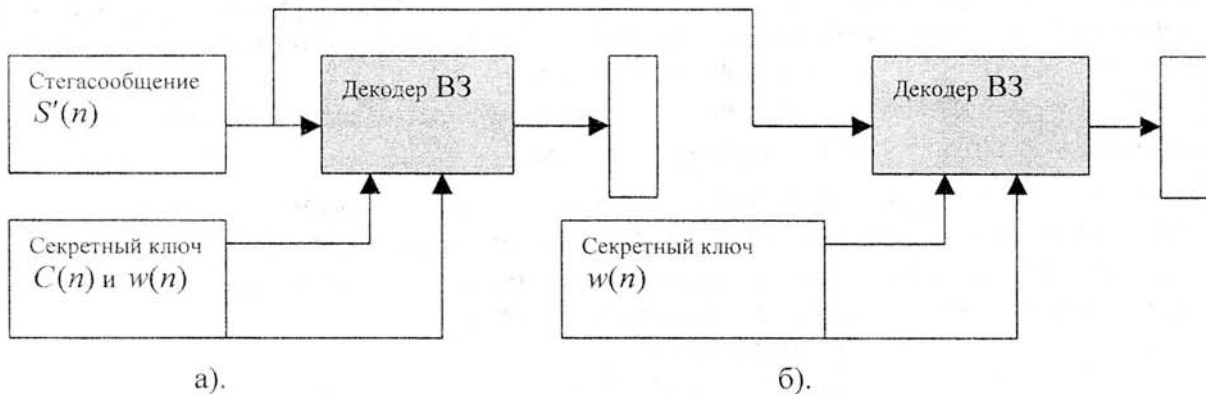 Стегасообщение
S′(n)
Декодер ВЗ
Секретный ключ
C(n) и w(n)
а).
Декодер ВЗ
Секретный ключ
w(n)
б).